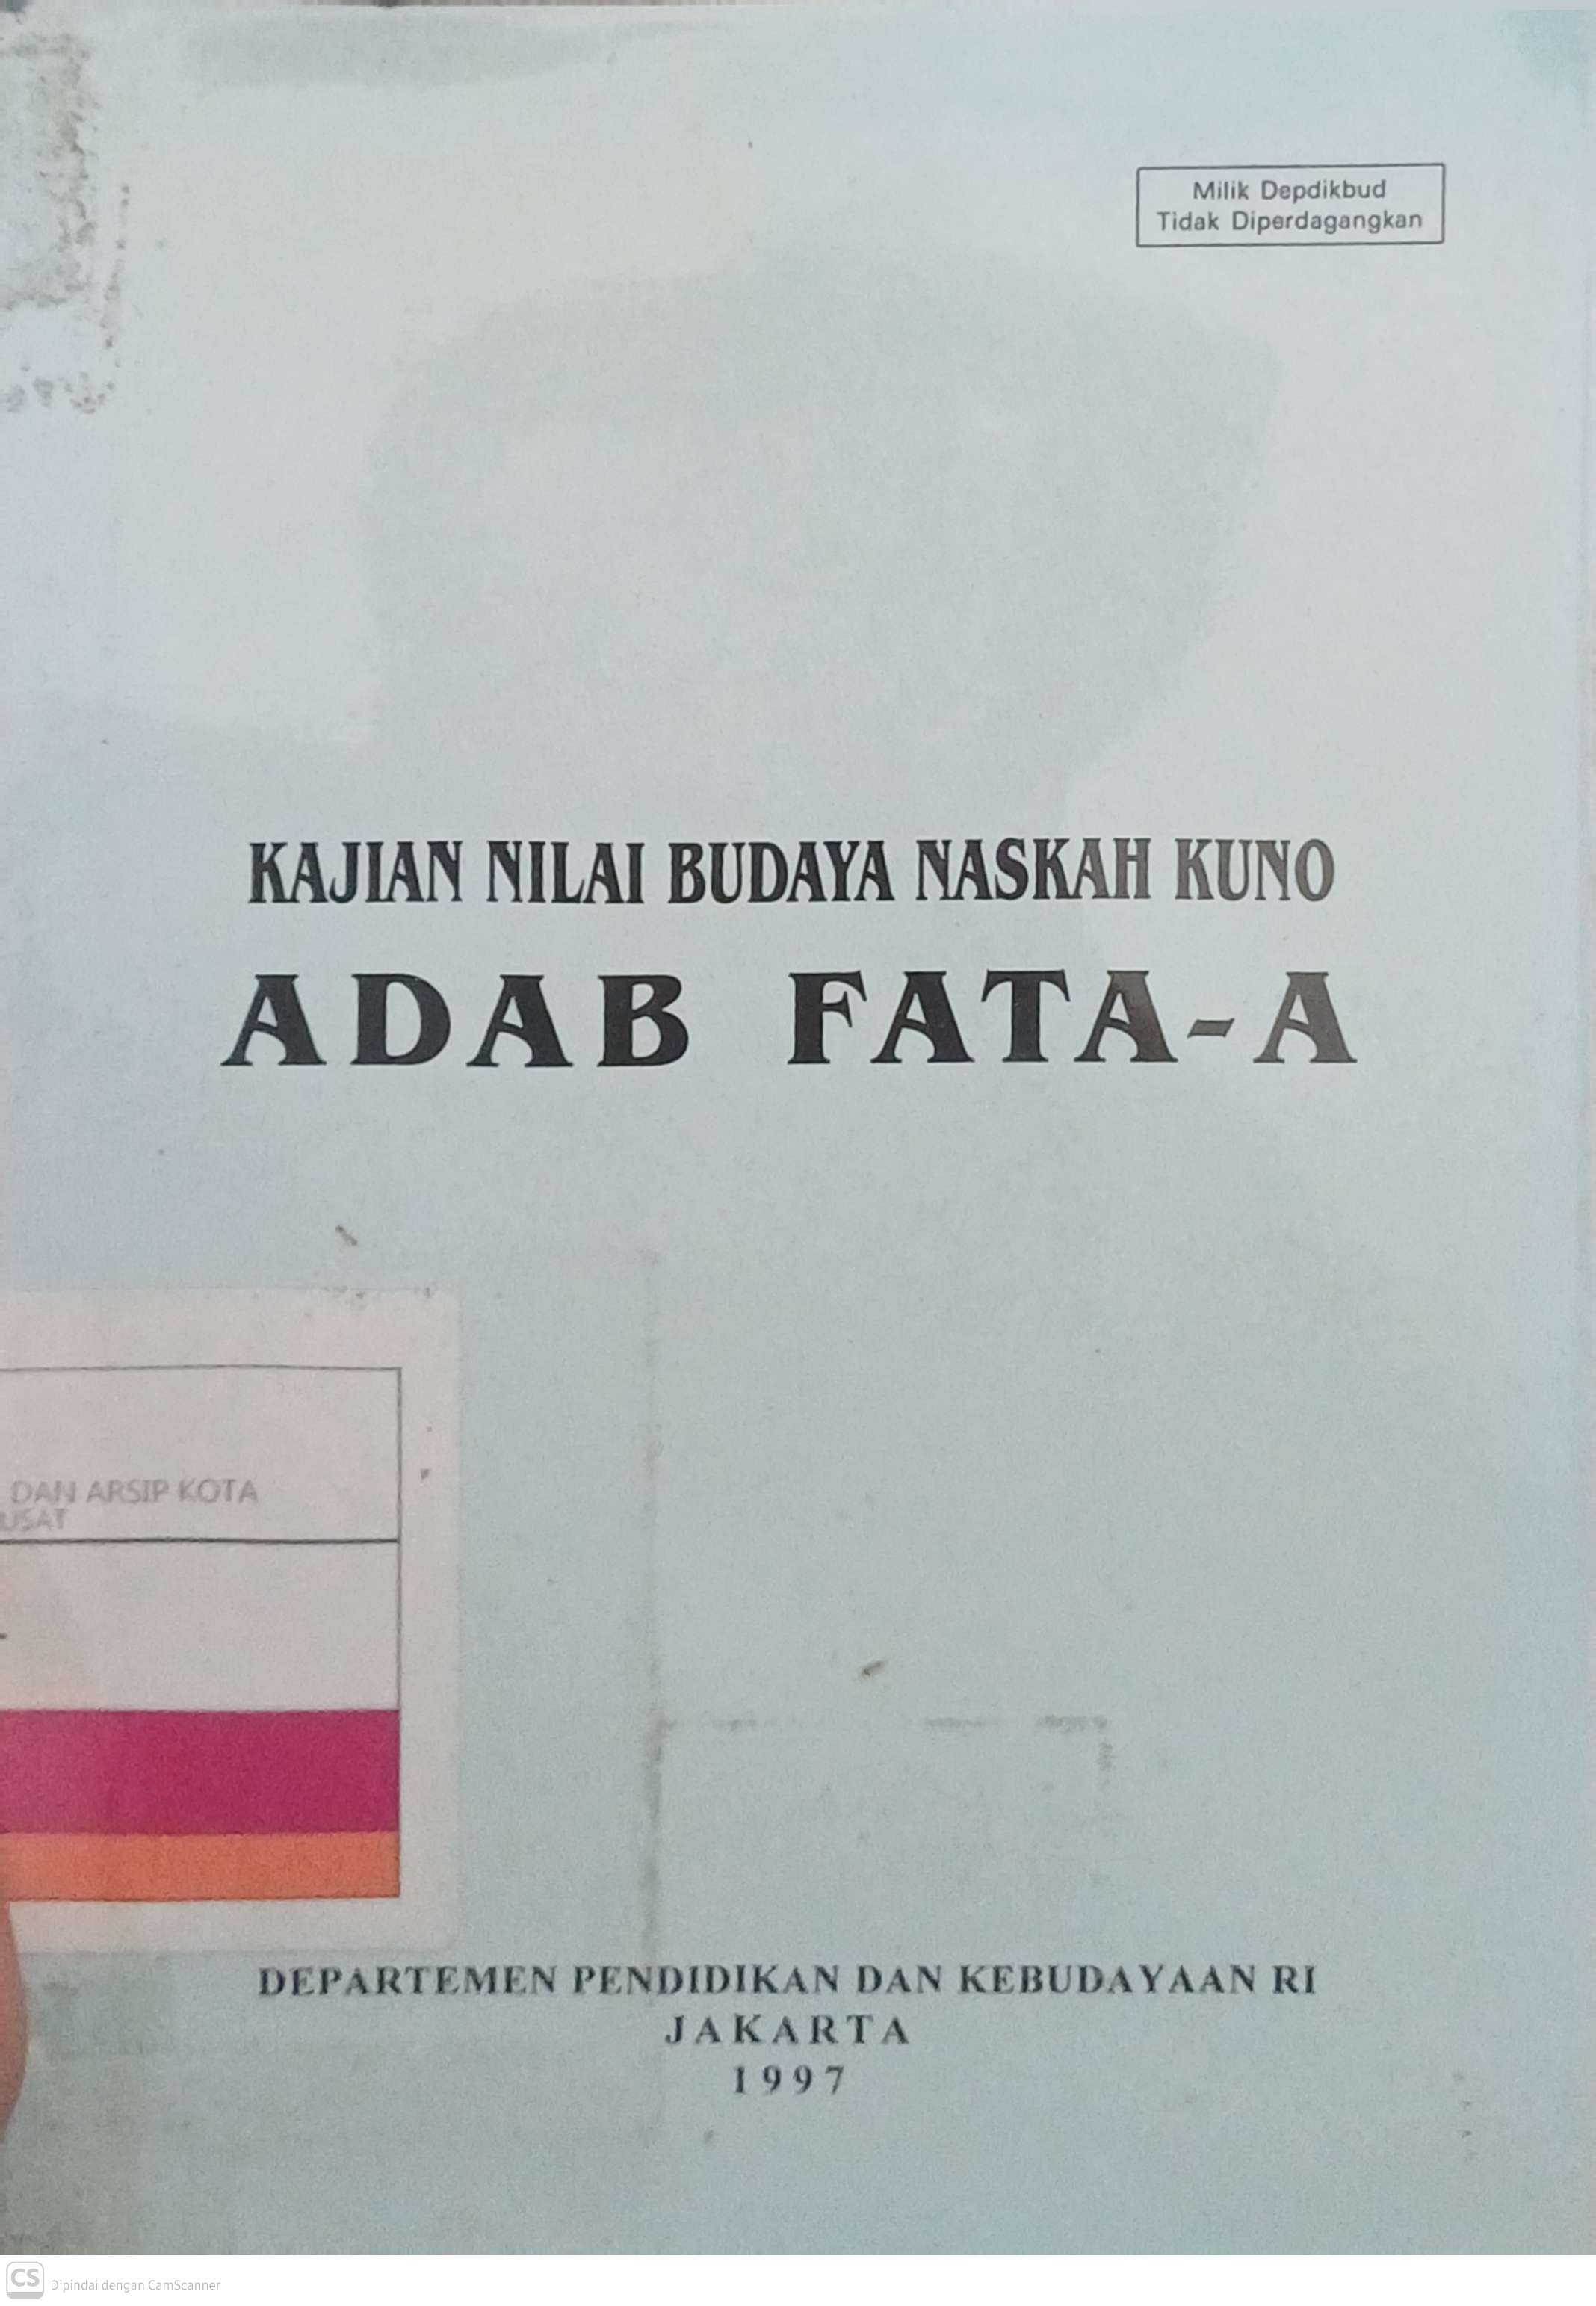 Milik Depdikbud
Tidak Diperdagangkan
KAJIAN NILAI BUDAYA NASKAH KUNO
ADAB FATA-A
DAN ARSIP KOTA
USAT
DEPARTEMEN PENDIDIKAN DAN KEBUDAYAAN RI
JAKARTA
1997
CS Dipindai dengan CamScanner